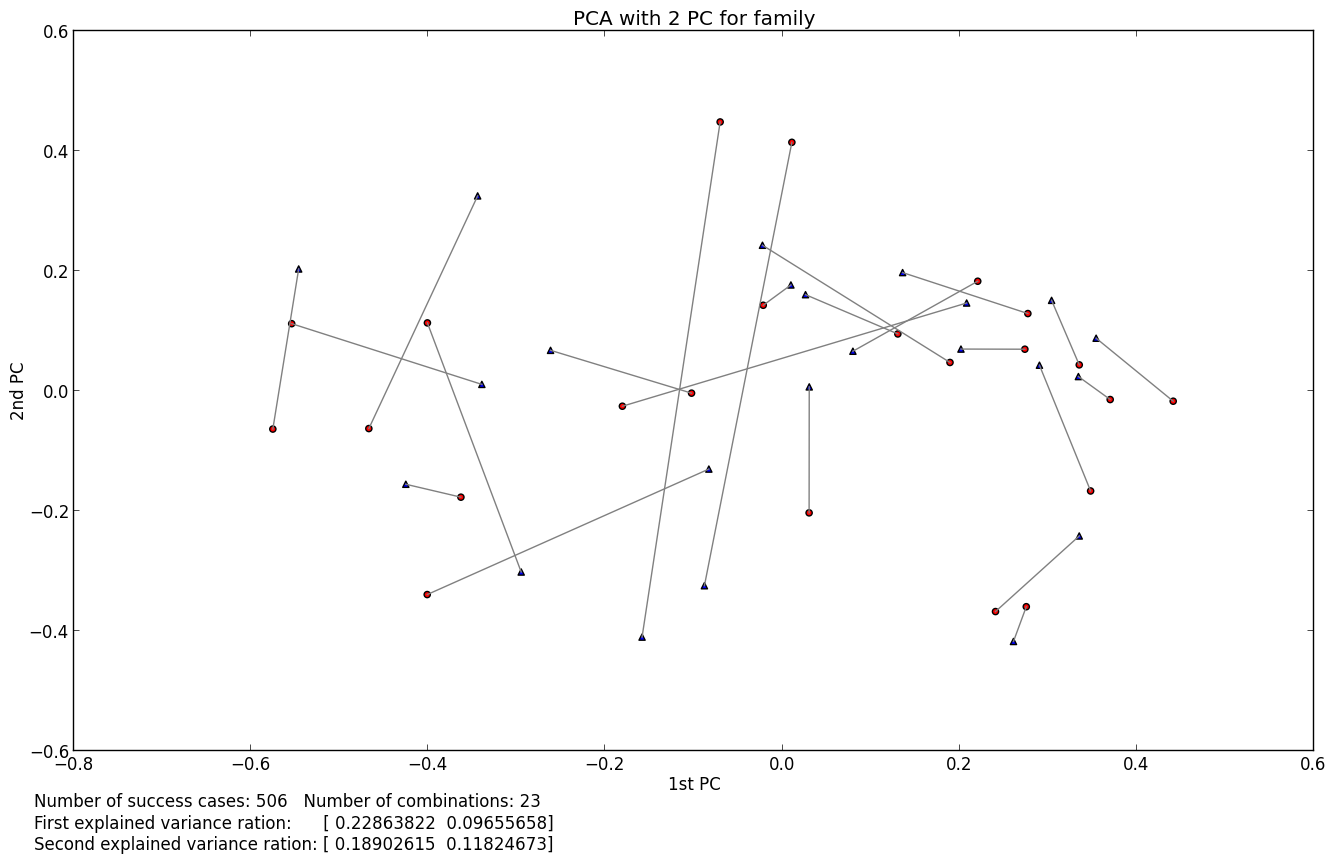 PCA with 2 PC for family
0.6
0.4
0.2
0.0
−0.2
−0.4
−0.6
2nd PC
−0.8 −0.6 −0.4 −0.2 0.0 0.2 0.4 0.6
1st PC
Number of success cases: 506 Number of combinations: 23
First explained variance ration: [ 0.22863822 0.09655658]
Second explained variance ration: [ 0.18902615 0.11824673]